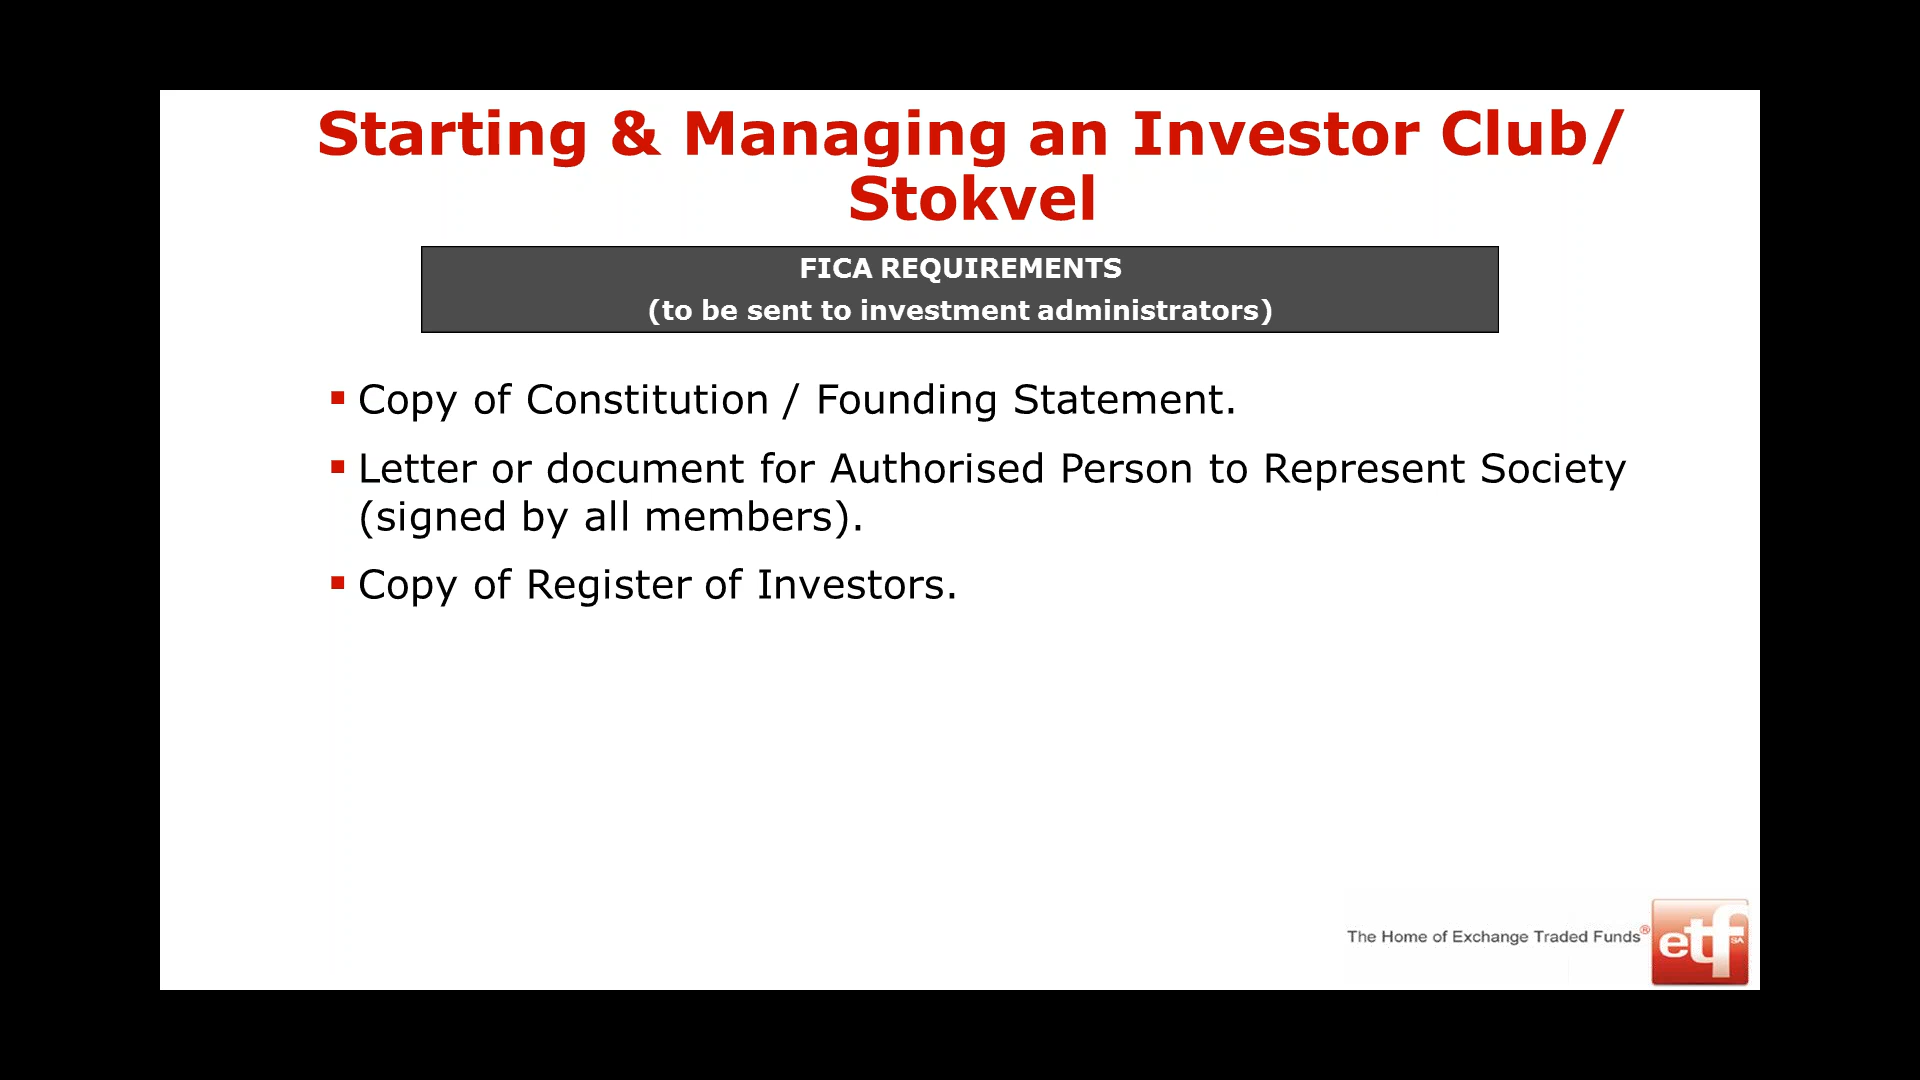 Starting & Managing an Investor Club/
Stokvel
FICA REQUIREMENTS
(to be sent to investment administrators)
Copy of Constitution / Founding Statement.
Letter or document for Authorised Person to Represent Society
(signed by all members).
Copy of Register of Investors.
The Home of Exchange Traded Funds®
etf SA